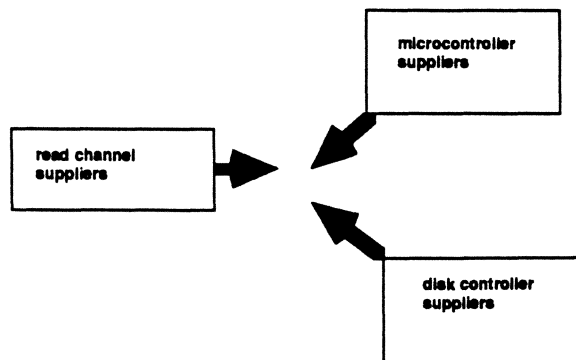 microcontroller
suppliers
read channel
suppliers
disk controller
suppliers